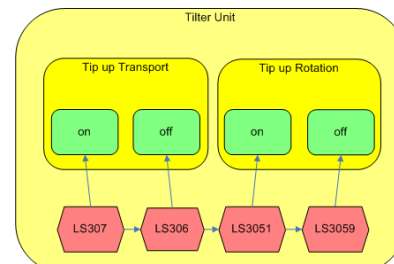 Tilter Unit
Tip up Transport
Tip up Rotation
on
off
on
off
LS307
LS306
LS3051
LS3059